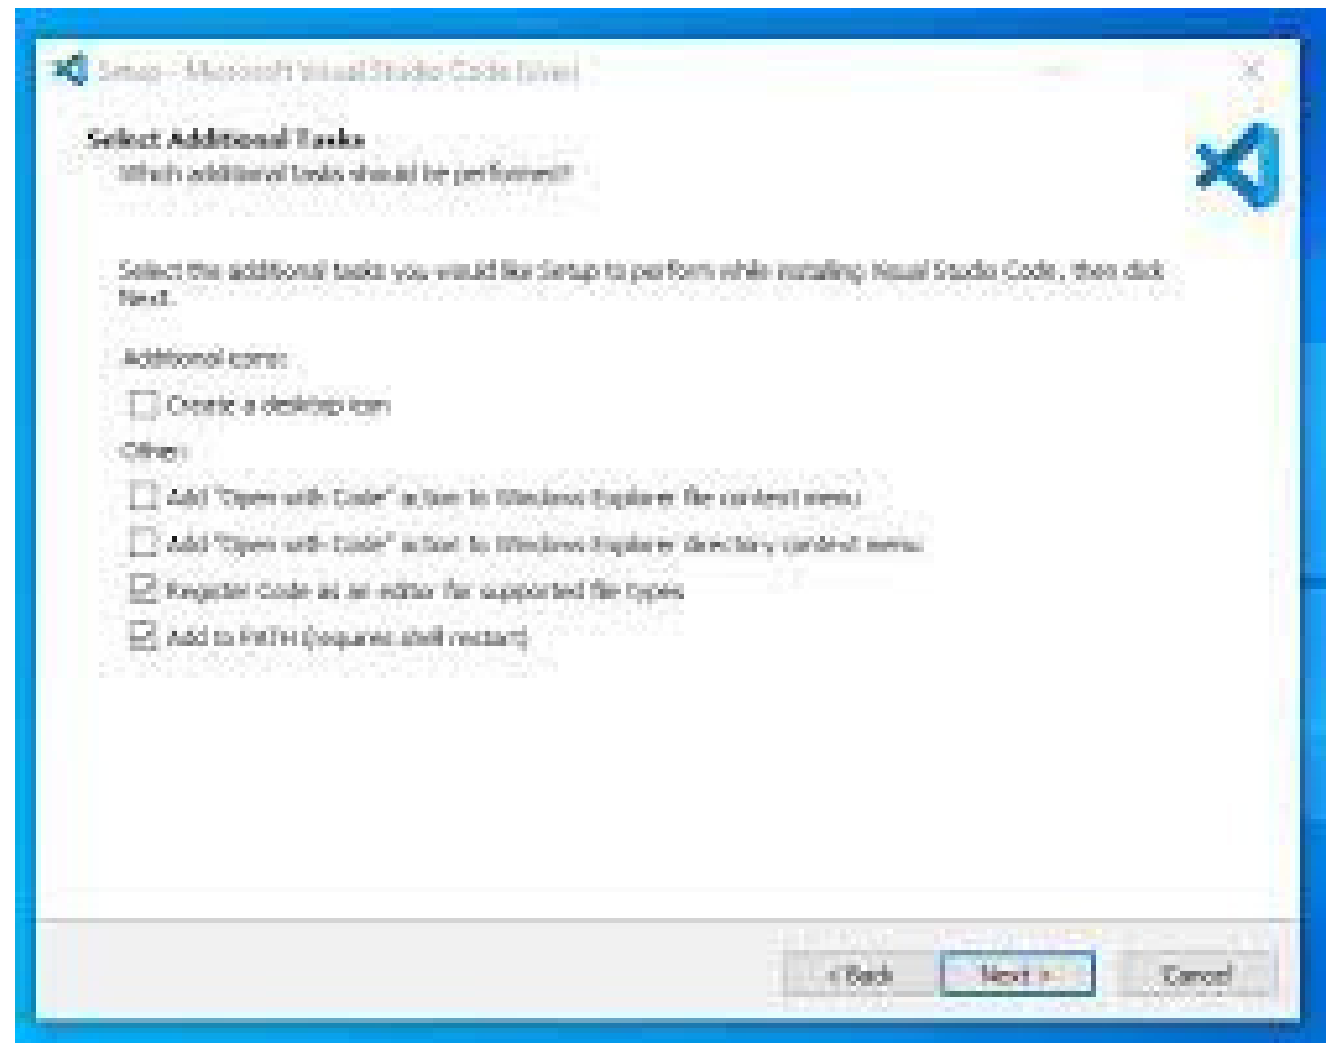 Setup - Microsoft Visual Studio Code (User)
Select Additional Tasks
Which additional tasks should be performed?
Select the additional tasks you would like Setup to perform while installing Visual Studio Code, then click
Next.
Additional icons:
Create a desktop icon
Other:
Add "Open with Code" action to Windows Explorer file context menu
Add "Open with Code" action to Windows Explorer directory context menu
Register Code as an editor for supported file types
Add to PATH (requires shell restart)
< Back
Next >
Cancel